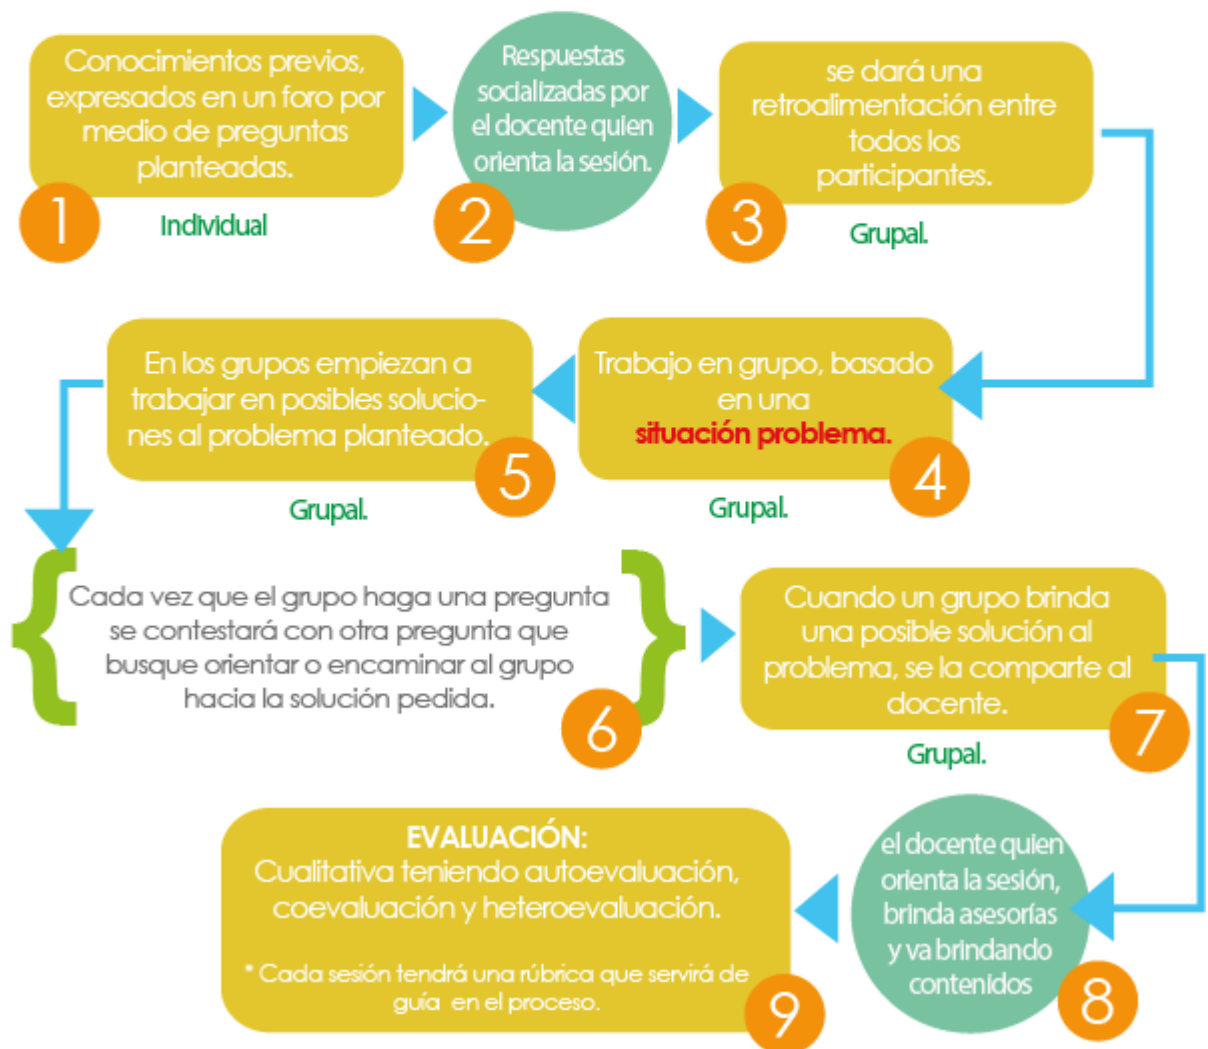 Conocimientos previos,
expresados en un foro por
medio de preguntas
planteadas.
1
Individual
Respuestas
socializadas por
el docente quien
orienta la sesión.
2
se dará una
retroalimentación entre
todos los
participantes.
3
Grupal.
Trabajo en grupo, basado
en una
situación problema.
4
Grupal.
En los grupos empiezan a
trabajar en posibles solucio-
nes al problema planteado.
5
Grupal.
{
Cada vez que el grupo haga una pregunta
se contestará con otra pregunta que
busque orientar o encaminar al grupo
hacia la solución pedida.
}
6
Cuando un grupo brinda
una posible solución al
problema, se la comparte al
docente.
7
Grupal.
el docente quien
orienta la sesión,
brinda asesorías
y va brindando
contenidos
8
EVALUACIÓN:
Cualitativa teniendo autoevaluación,
coevaluación y heteroevaluación.
* Cada sesión tendrá una rúbrica que servirá de
guía en el proceso.
9